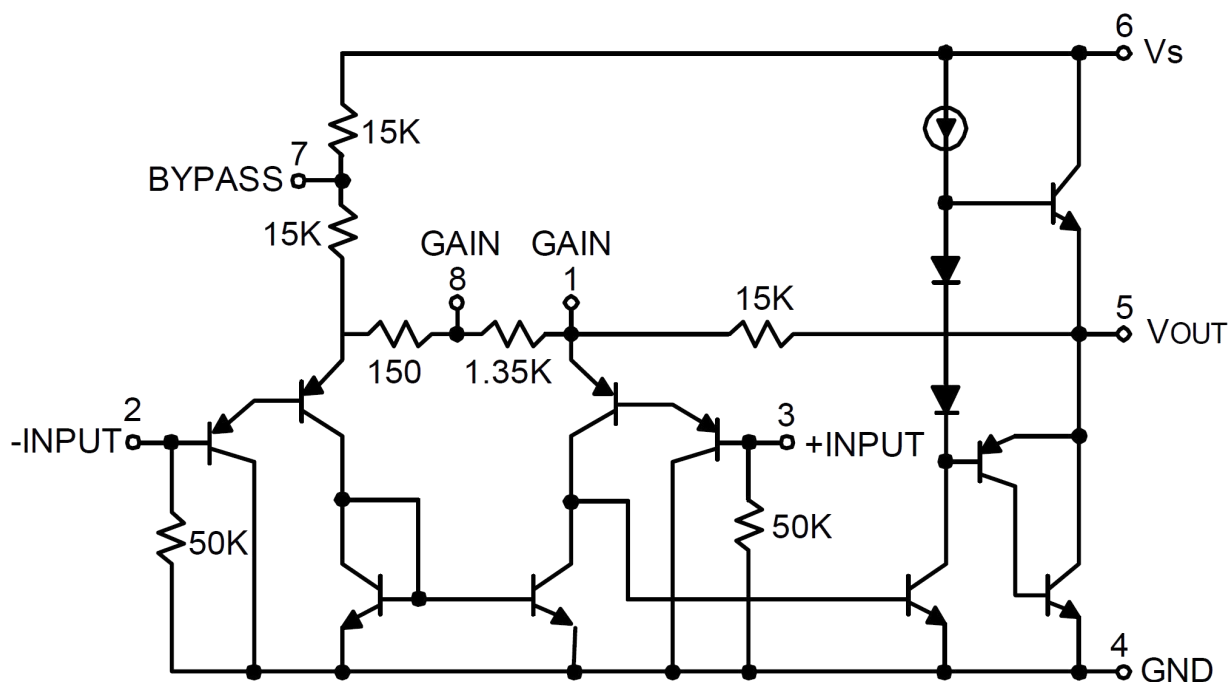 6
Vs
15K
7
BYPASS
15K
GAIN
8
GAIN
1
15K
5
VOUT
150
1.35K
2
-INPUT
3
+INPUT
50K
50K
4
GND